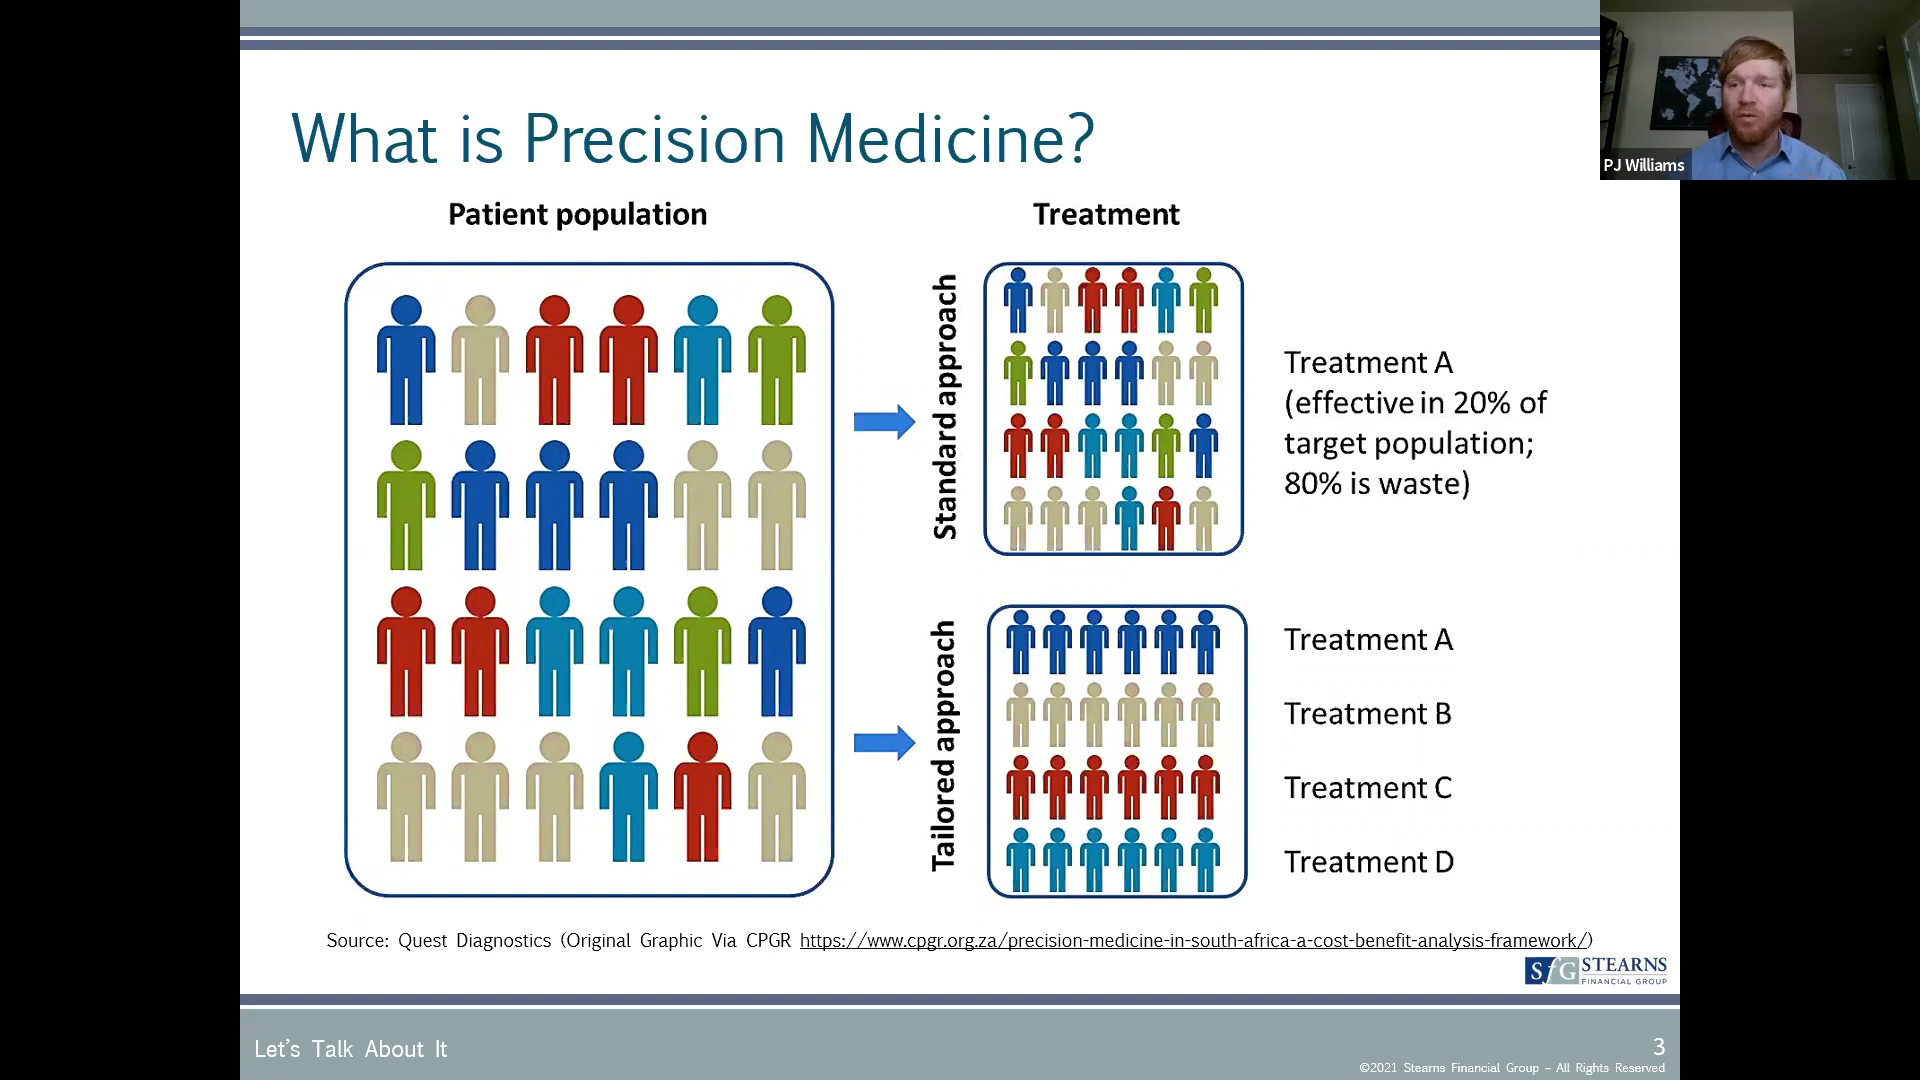 What is Precision Medicine?
PJ Williams
Patient population
Treatment
Standard approach
Treatment A
(effective in 20% of
target population;
80% is waste)
Tailored approach
Treatment A
Treatment B
Treatment C
Treatment D
Source: Quest Diagnostics (Original Graphic Via CPGR https://www.cpgr.org.za/precision-medicine-in-south-africa-a-cost-benefit-analysis-framework/)
SfG STEARNS
FINANCIAL GROUP
Let's Talk About It
3
©2021 Stearns Financial Group – All Rights Reserved